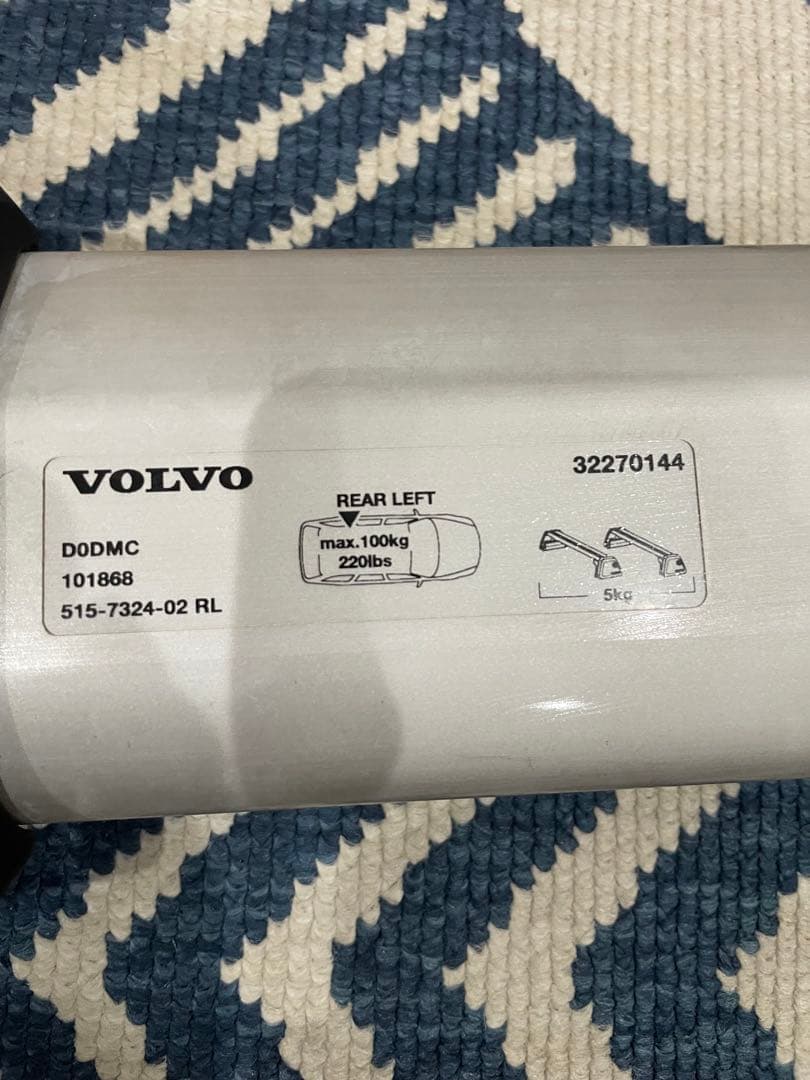 VOLVO
D0DMC
101868
515-7324-02 RL
REAR LEFT
max.100kg
220lbs
32270144
5kg